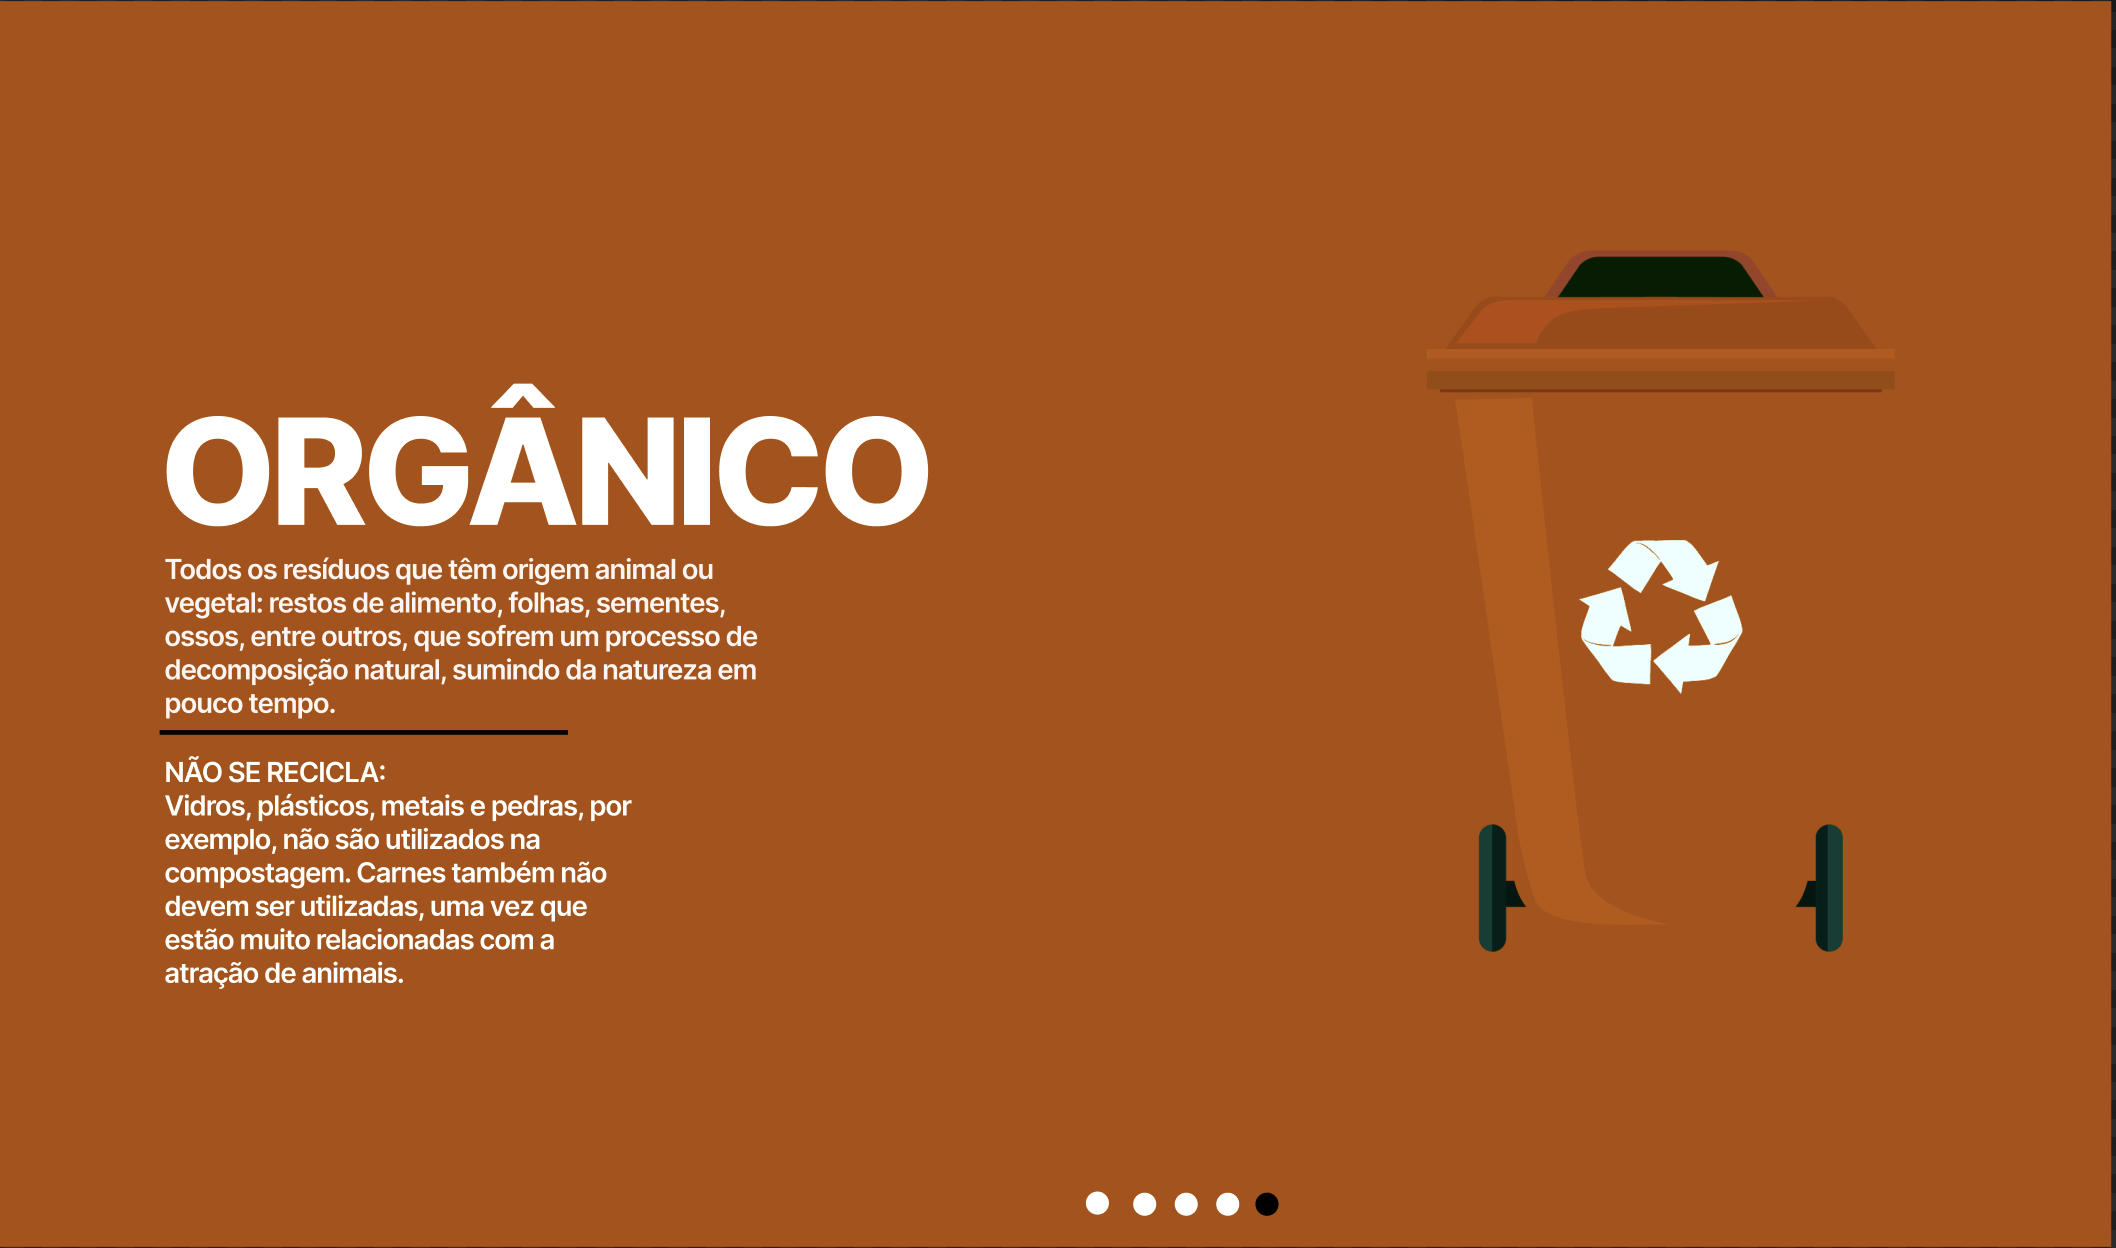 ORGÂNICO
Todos os resíduos que têm origem animal ou
vegetal: restos de alimento, folhas, sementes,
ossos, entre outros, que sofrem um processo de
decomposição natural, sumindo da natureza em
pouco tempo.
NÃO SE RECICLA:
Vidros, plásticos, metais e pedras, por
exemplo, não são utilizados na
compostagem. Carnes também não
devem ser utilizadas, uma vez que
estão muito relacionadas com a
atração de animais.